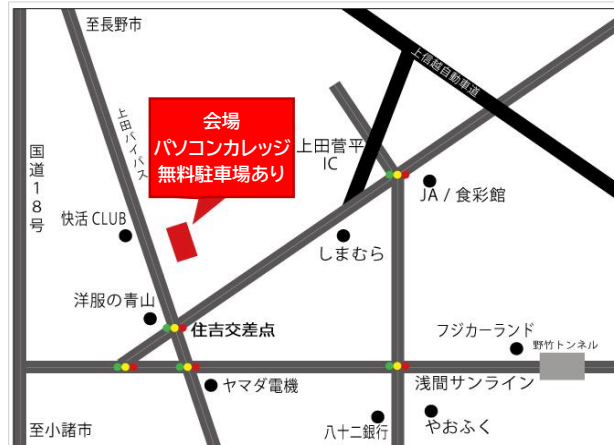 至長野市
上信越自動車道
上田バイパス
会場
パソコンカレッジ
無料駐車場あり
上田菅平
IC
国道18号
JA / 食彩館
快活 CLUB
しまむら
洋服の青山
住吉交差点
フジカーランド
野竹トンネル
ヤマダ電機
浅間サンライン
至小諸市
八十二銀行
やおふく